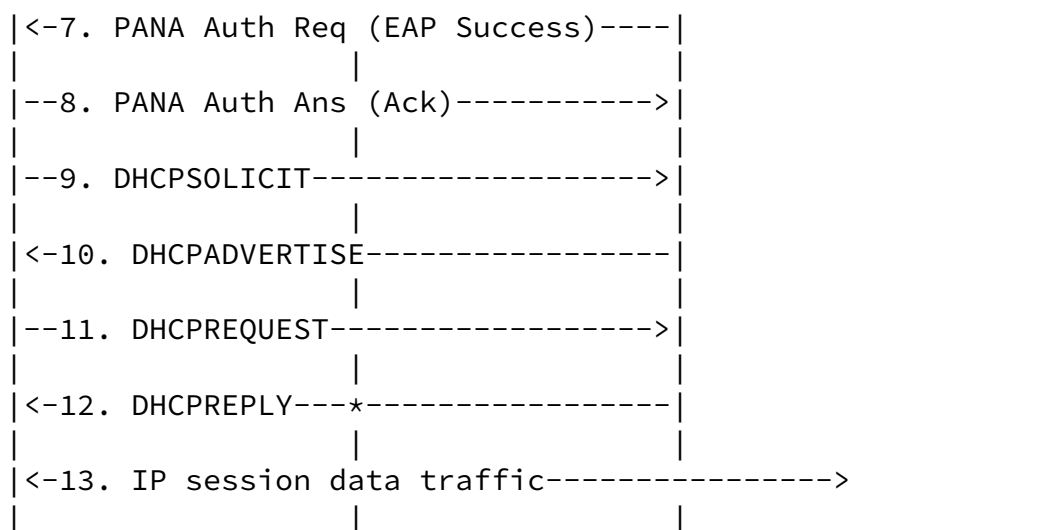 |<-7. PANA Auth Req (EAP Success)----|
|                  |                 |
|--8. PANA Auth Ans (Ack)----------->|
|                  |                 |
|--9. DHCPSOLICIT------------------->|
|                  |                 |
|<-10. DHCPADVERTISE-----------------|
|                  |                 |
|--11. DHCPREQUEST------------------>|
|                  |                 |
|<-12. DHCPREPLY---*-----------------|
|                  |                 |
|<-13. IP session data traffic---------------->
|                  |                 |